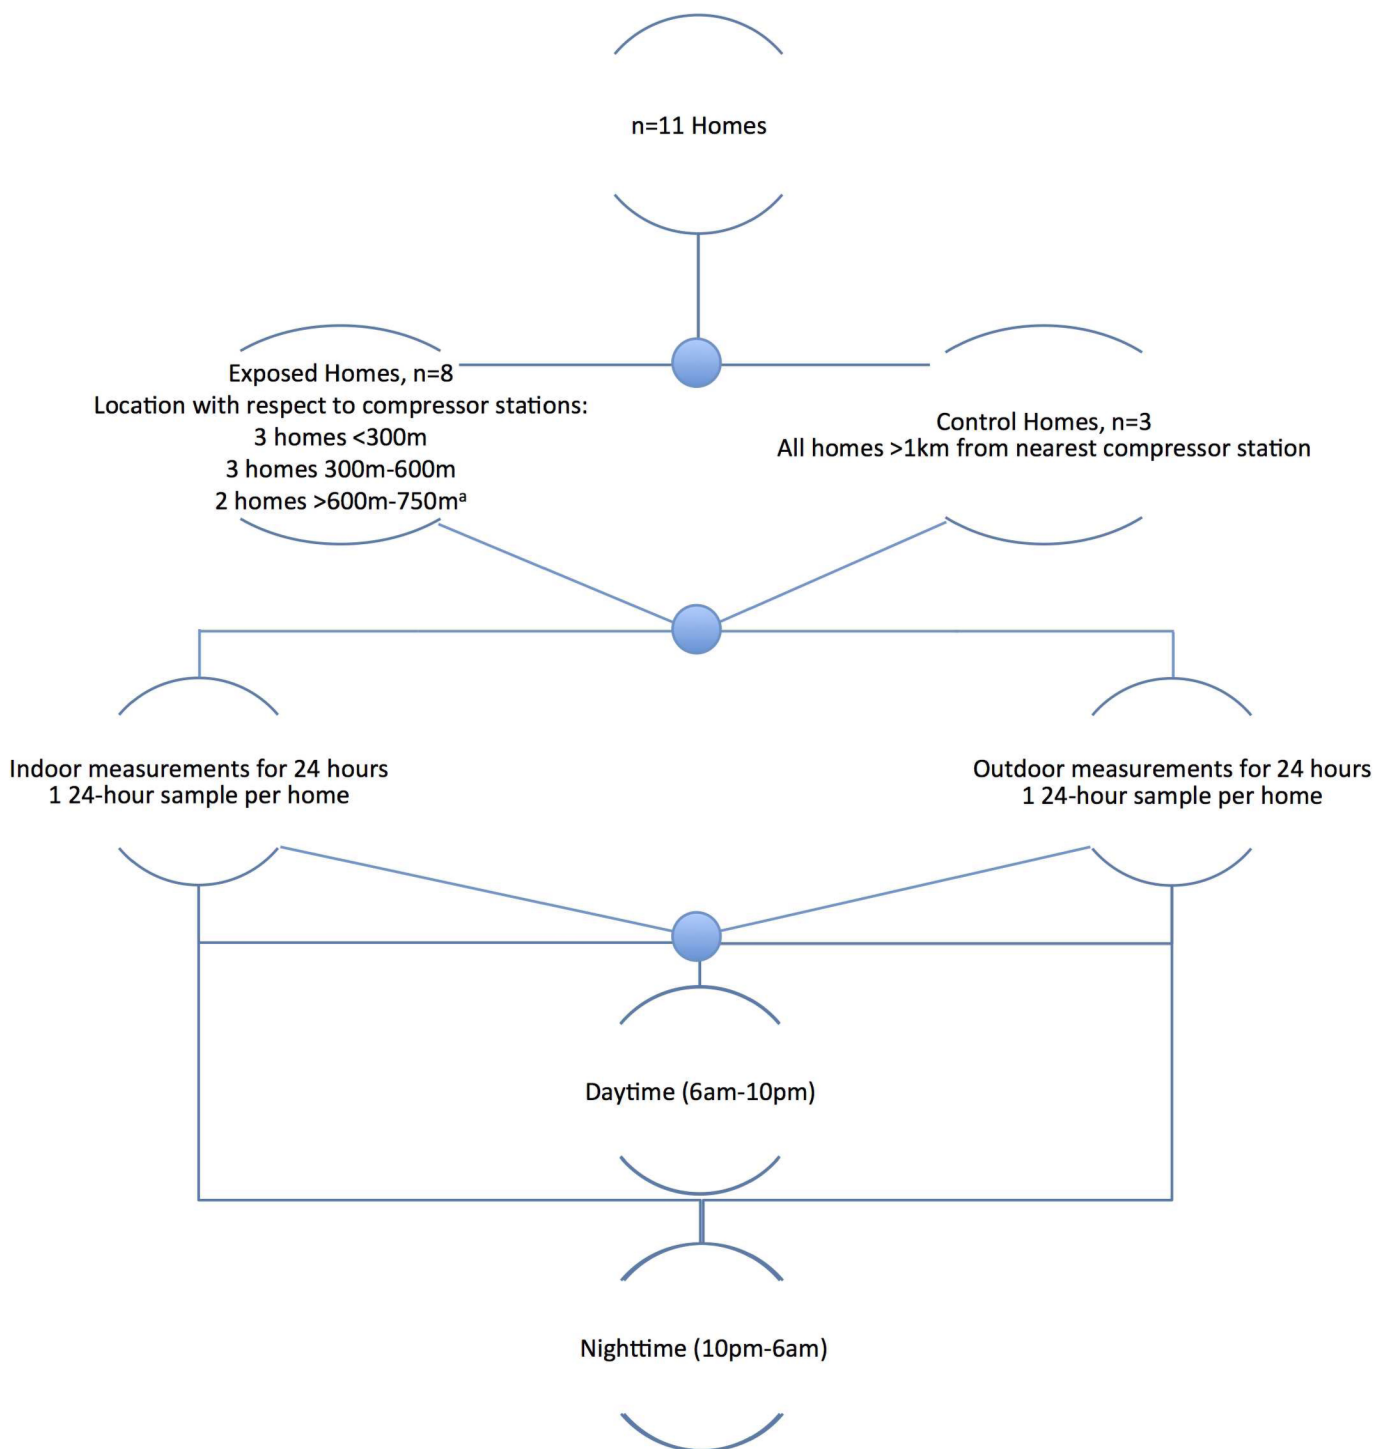 n=11 Homes
Exposed Homes, n=8
Location with respect to compressor stations:
3 homes <300m
3 homes 300m-600m
2 homes >600m-750mᵃ
Control Homes, n=3
All homes >1km from nearest compressor station
Indoor measurements for 24 hours
1 24-hour sample per home
Outdoor measurements for 24 hours
1 24-hour sample per home
Daytime (6am-10pm)
Nighttime (10pm-6am)